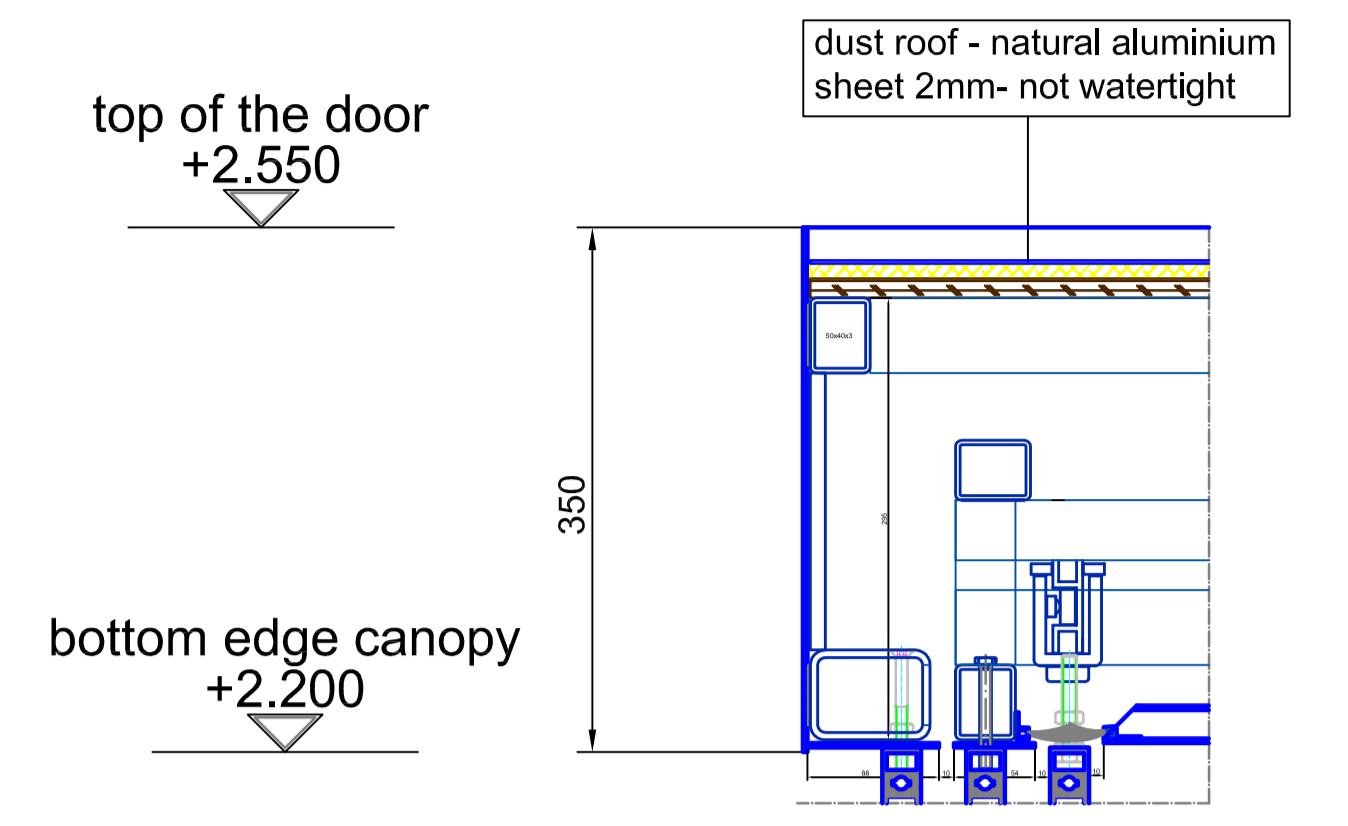 dust roof - natural aluminium
sheet 2mm- not watertight
top of the door
+2.550
50x40x3
350
295
bottom edge canopy
+2.200
88
10
54
10
10